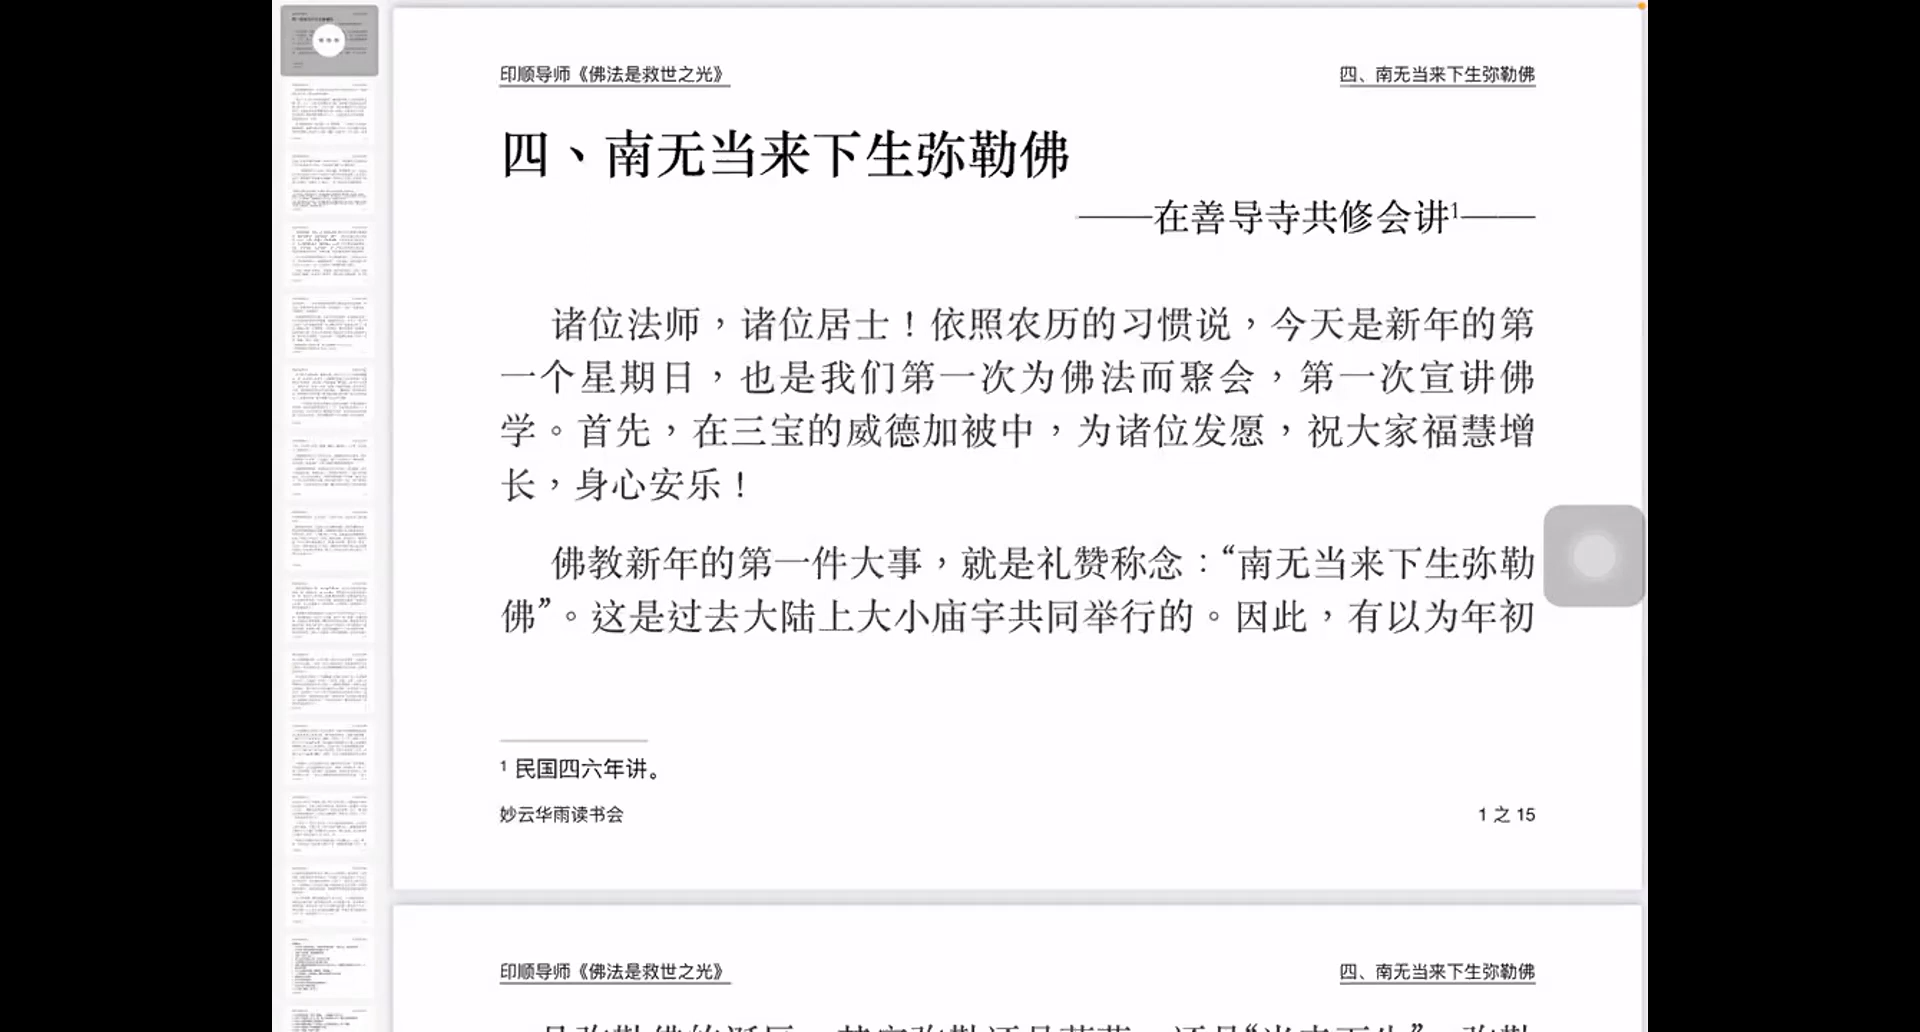 印顺导师《佛法是救世之光》
四、南无当来下生弥勒佛
四、南无当来下生弥勒佛
——在善导寺共修会讲¹——
诸位法师，诸位居士！依照农历的习惯说，今天是新年的第
一个星期日，也是我们第一次为佛法而聚会，第一次宣讲佛
学。首先，在三宝的威德加被中，为诸位发愿，祝大家福慧增
长，身心安乐！
佛教新年的第一件大事，就是礼赞称念：“南无当来下生弥勒
佛”。这是过去大陆上大小庙宇共同举行的。因此，有以为年初
¹ 民国四六年讲。
妙云华雨读书会
1 之 15
印顺导师《佛法是救世之光》
四、南无当来下生弥勒佛